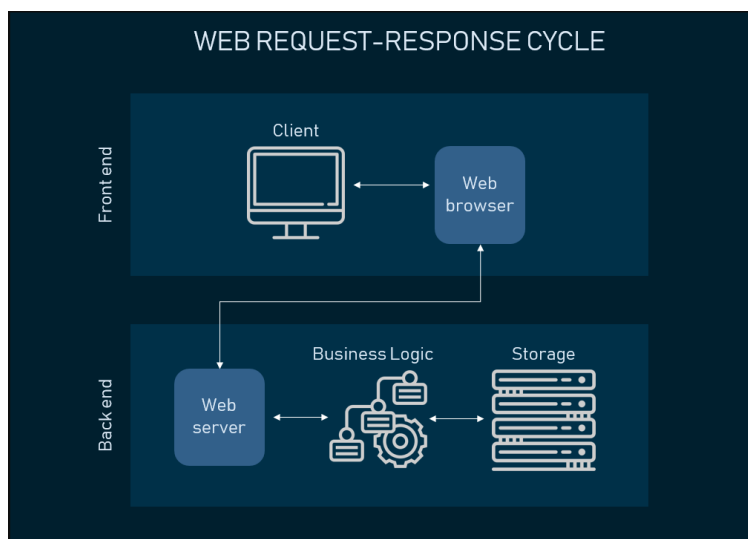 WEB REQUEST-RESPONSE CYCLE
Front end
Client
Web
browser
Back end
Web
server
Business Logic
Storage